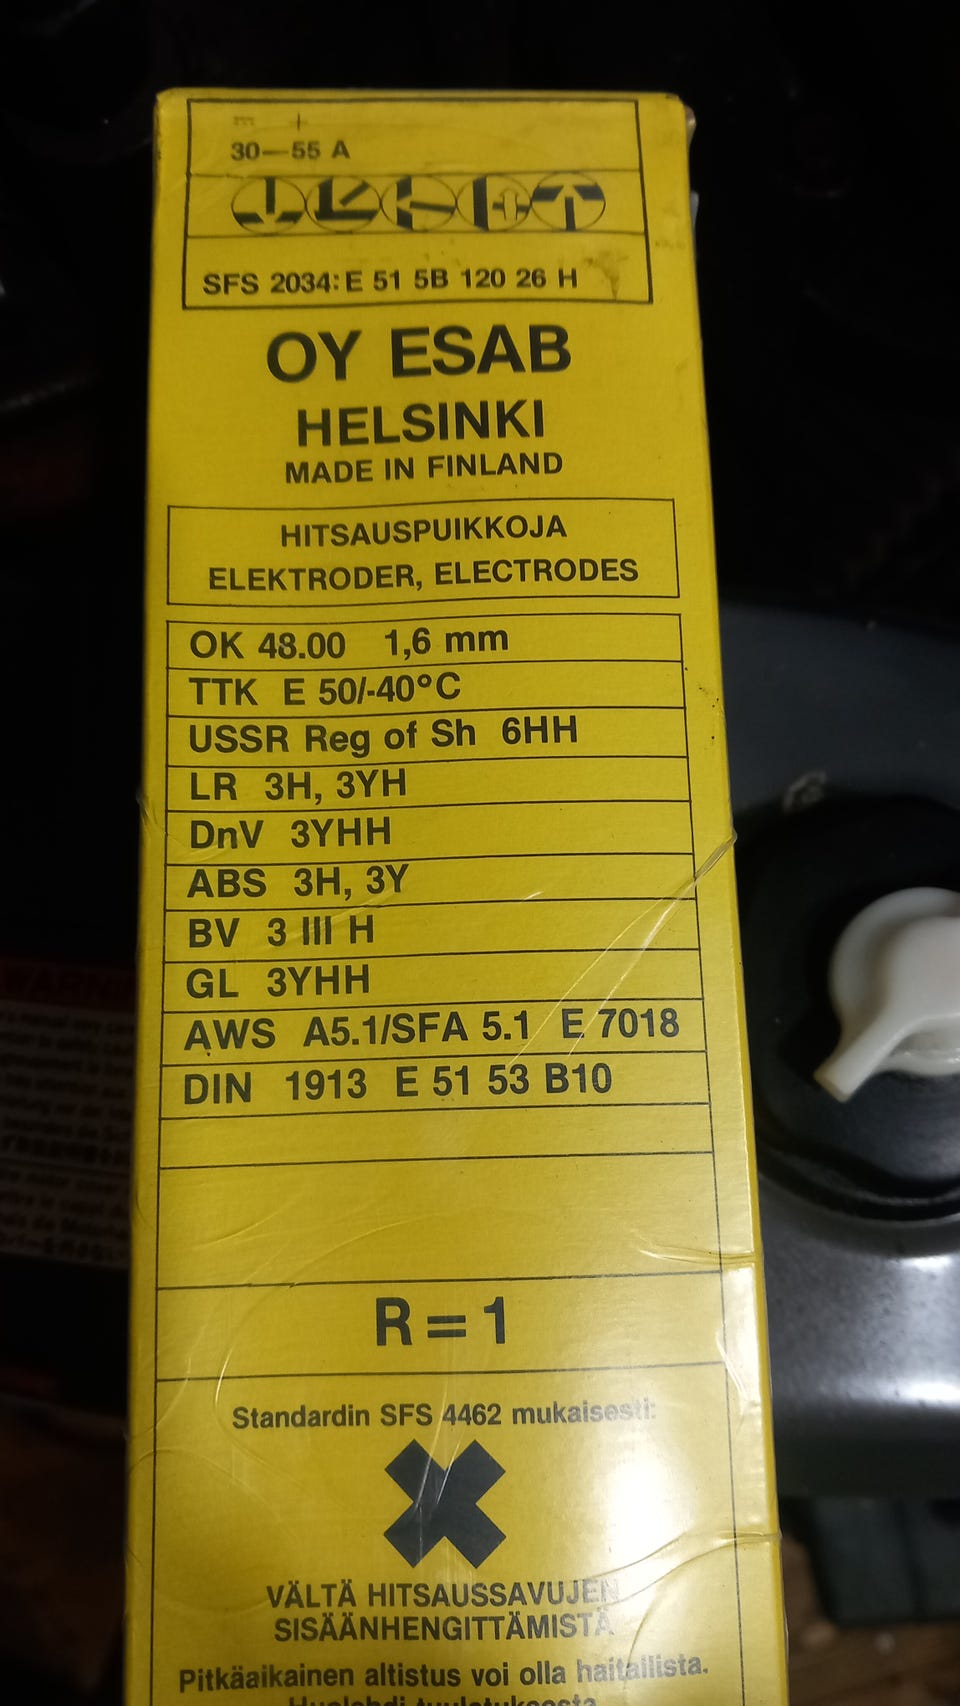 ⎓ +
30—55 A
SFS 2034: E 51 5B 120 26 H
OY ESAB
HELSINKI
MADE IN FINLAND
HITSAUSPUIKKOJA
ELEKTRODER, ELECTRODES
OK 48.00 1,6 mm
TTK E 50/-40°C
USSR Reg of Sh 6HH
LR 3H, 3YH
DnV 3YHH
ABS 3H, 3Y
BV 3 III H
GL 3YHH
AWS A5.1/SFA 5.1 E 7018
DIN 1913 E 51 53 B10
R = 1
Standardin SFS 4462 mukaisesti:
VÄLTÄ HITSAUSSAVUJEN
SISÄÄNHENGITTÄMISTÄ
Pitkäaikainen altistus voi olla haitallista.